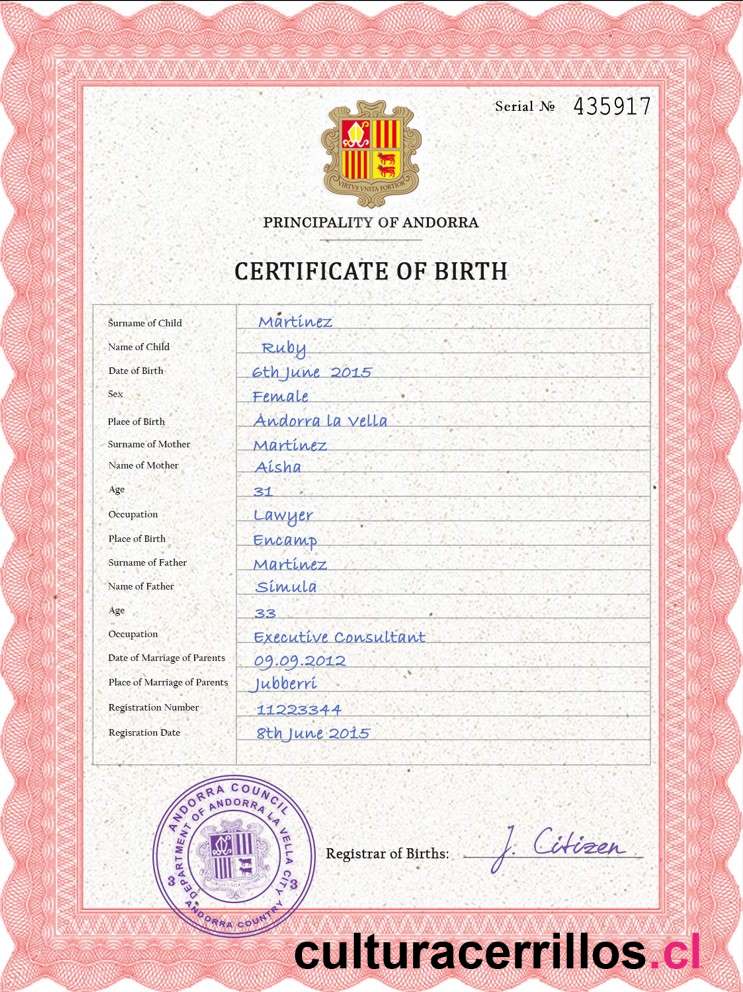 Serial № 435917
VIRTVS VNITA FORTIOR
PRINCIPALITY OF ANDORRA
CERTIFICATE OF BIRTH
Surname of Child Martinez
Name of Child Ruby
Date of Birth 6th June 2015
Sex Female
Place of Birth Andorra la Vella
Surname of Mother Martinez
Name of Mother Aisha
Age 31
Occupation Lawyer
Place of Birth Encamp
Surname of Father Martinez
Name of Father Simula
Age 33
Occupation Executive Consultant
Date of Marriage of Parents 09.09.2012
Place of Marriage of Parents Jubberri
Registration Number 11223344
Regisration Date 8th June 2015
ANDORRA COUNCIL
DEPARTMENT OF ANDORRA LA VELLA CITY
3 3
ANDORRA COUNTRY
Registrar of Births: J. Citizen
culturacerrillos.cl